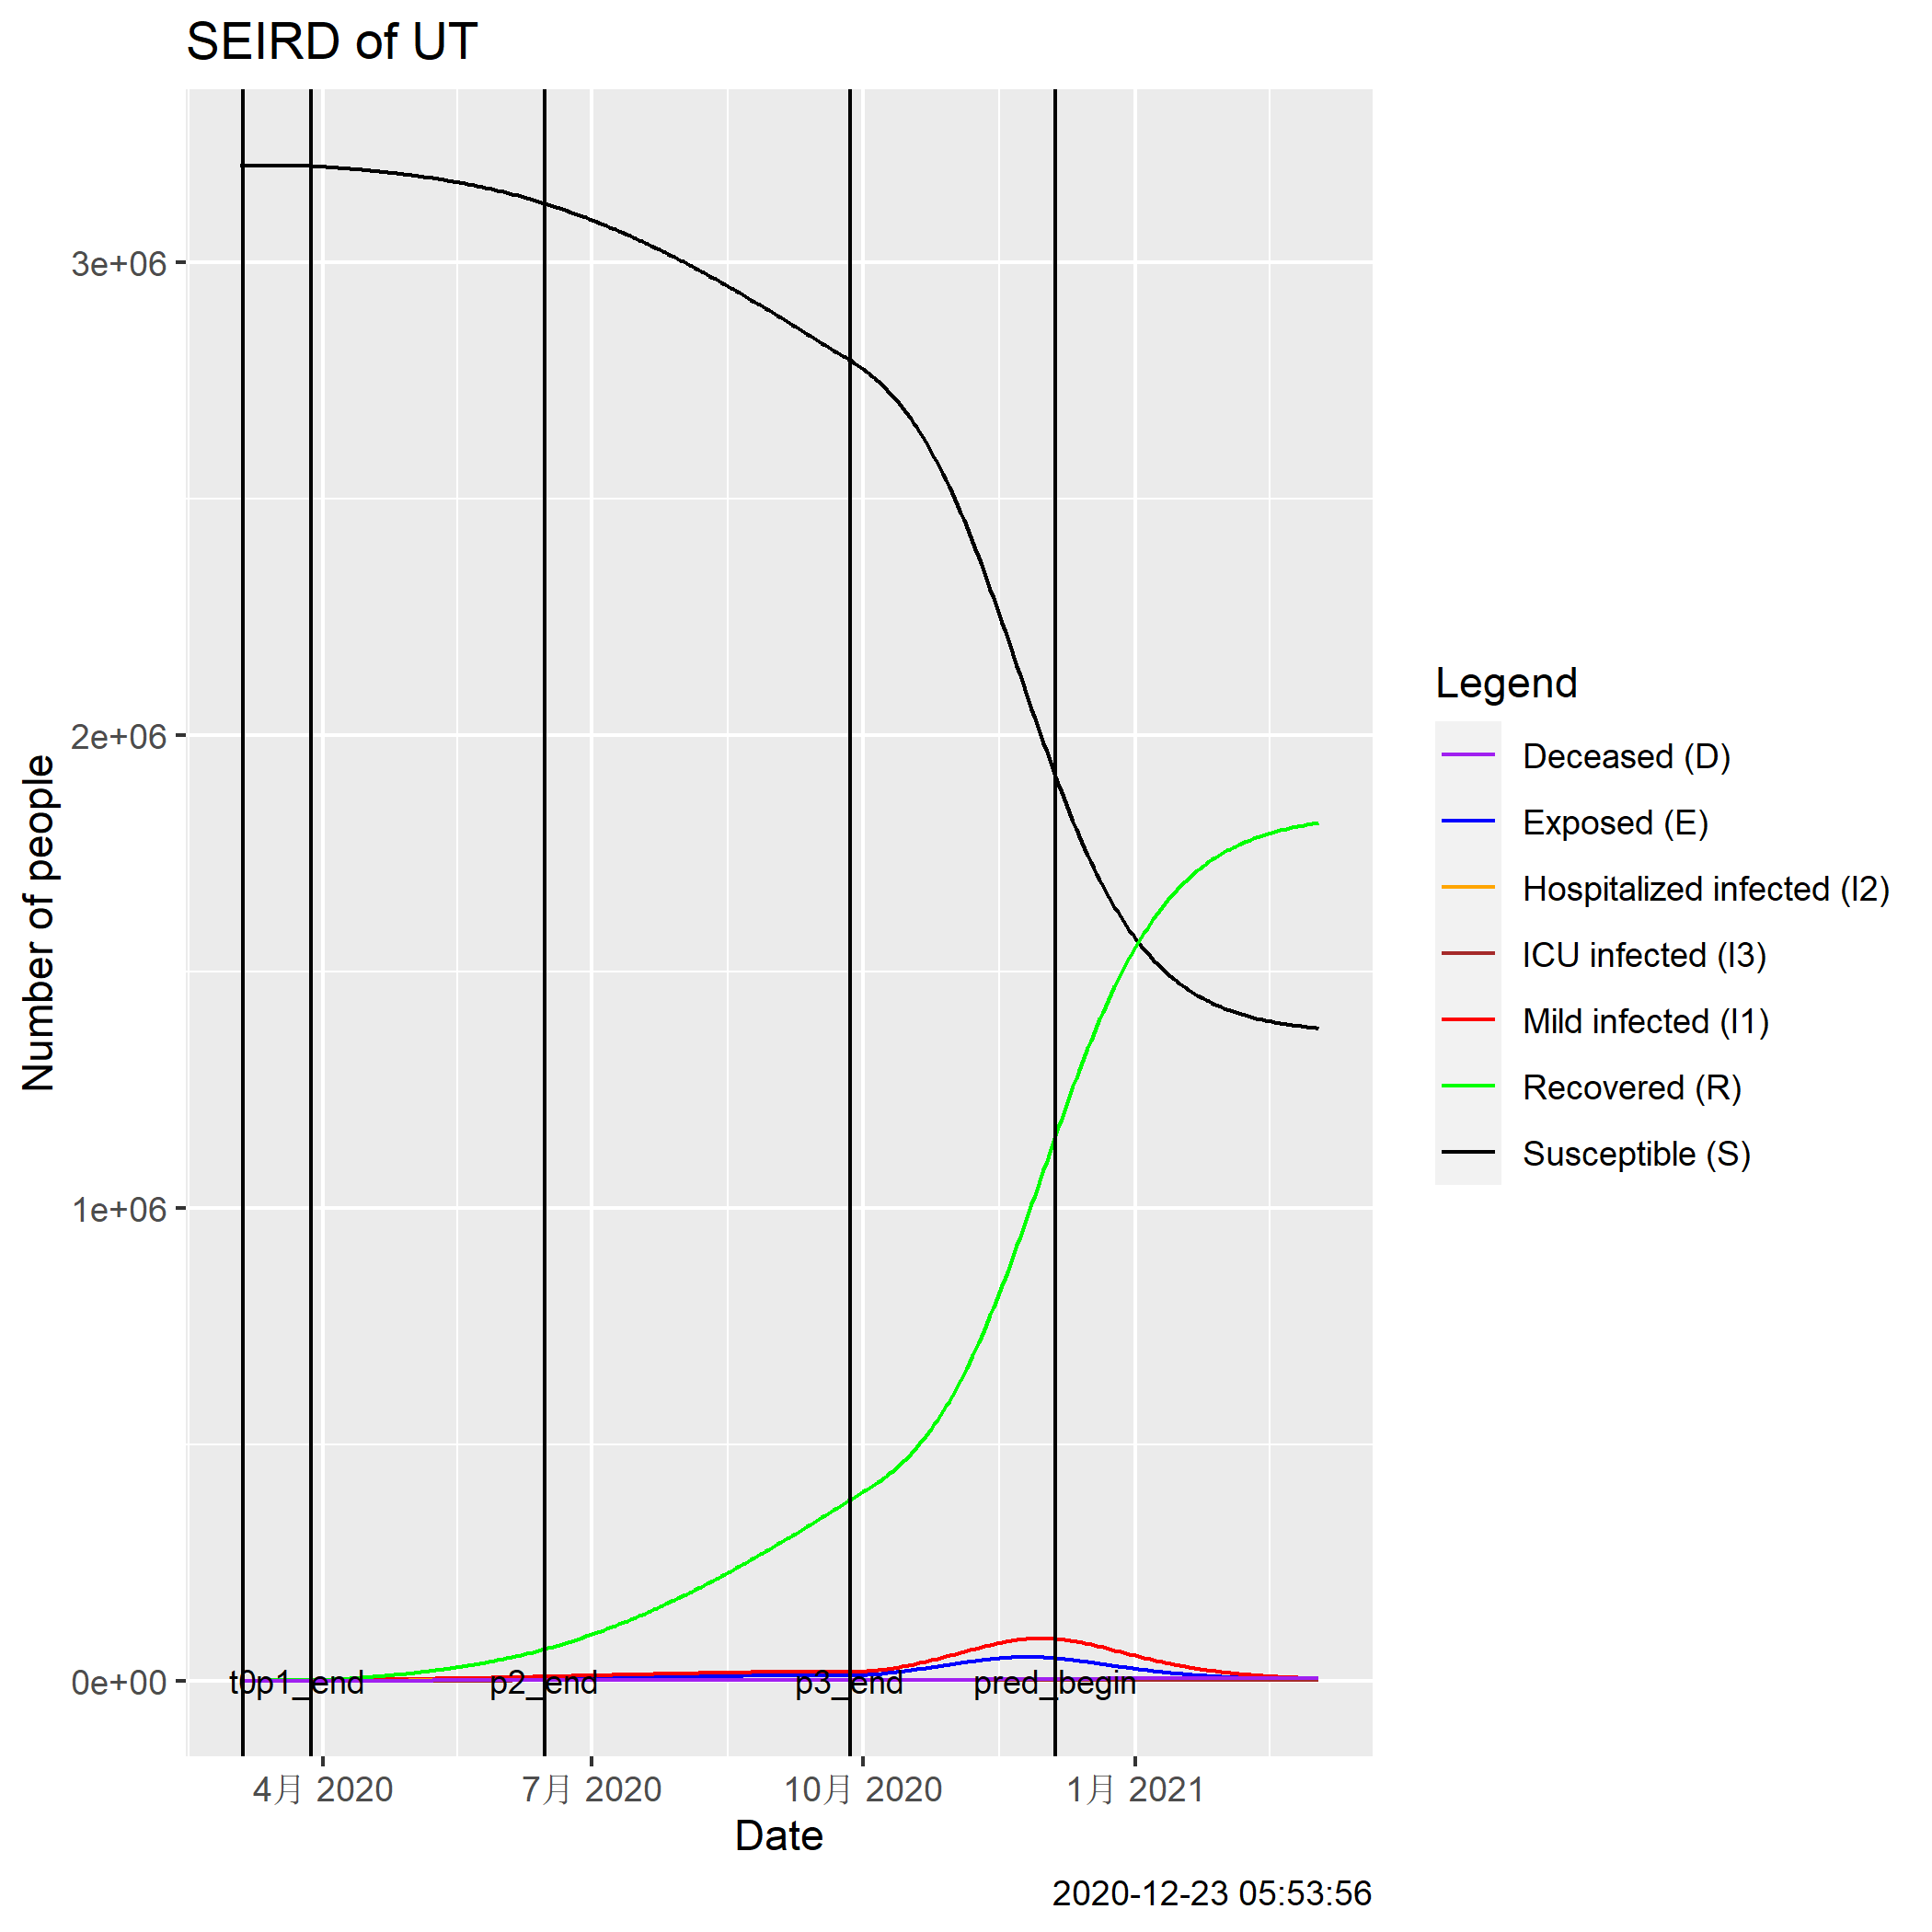 SEIRD of UT
3e+06
2e+06
1e+06
0e+00
Number of people
t0p1_end
p2_end
p3_end
pred_begin
4月 2020
7月 2020
10月 2020
1月 2021
Date
Legend
Deceased (D)
Exposed (E)
Hospitalized infected (I2)
ICU infected (I3)
Mild infected (I1)
Recovered (R)
Susceptible (S)
2020-12-23 05:53:56